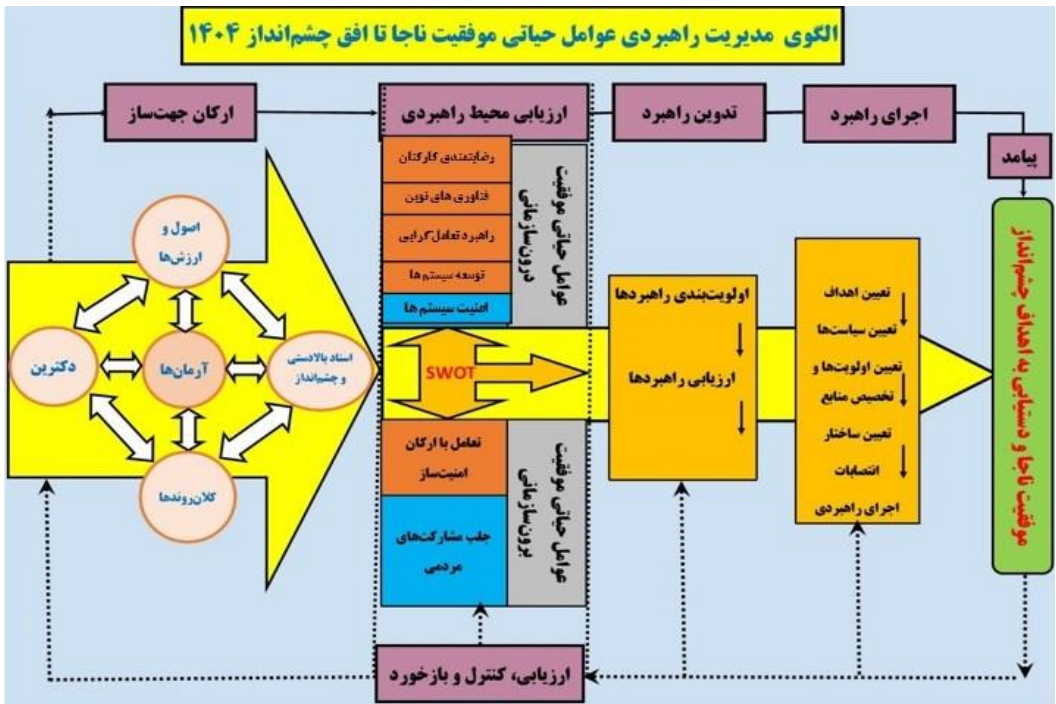 الگوی مدیریت راهبردی عوامل حیاتی موفقیت ناجا تا افق چشم‌انداز ۱۴۰۴
ارکان جهت‌ساز
ارزیابی محیط راهبردی
تدوین راهبرد
اجرای راهبرد
پیامد
اصول و
ارزش‌ها
دکترین
آرمان‌ها
اسناد بالادستی
و چشم‌انداز
کلان‌روندها
رضایتمندی کارکنان
فناوری های نوین
راهبرد تعامل‌گرایی
توسعه سیستم ها
امنیت سیستم ها
عوامل حیاتی موفقیت
درون‌سازمانی
SWOT
تعامل با ارکان
امنیت‌ساز
جلب مشارکت‌های
مردمی
عوامل حیاتی موفقیت
برون‌سازمانی
اولویت‌بندی راهبردها
ارزیابی راهبردها
تعیین اهداف
تعیین سیاست‌ها
تعیین اولویت‌ها و
تخصیص منابع
تعیین ساختار
انتصابات
اجرای راهبردی
موفقیت ناجا و دستیابی به اهداف چشم‌انداز
ارزیابی، کنترل و بازخورد